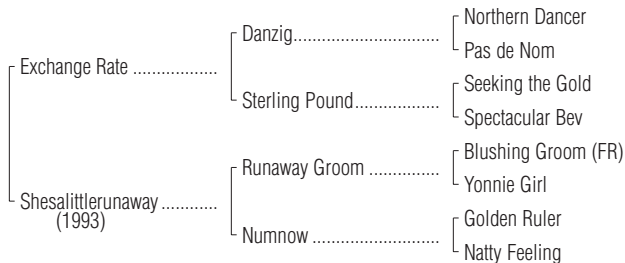 Northern Dancer
Danzig
Pas de Nom
Exchange Rate
Seeking the Gold
Sterling Pound
Spectacular Bev
Blushing Groom (FR)
Runaway Groom
Yonnie Girl
Shesalittlerunaway
(1993)
Golden Ruler
Numnow
Natty Feeling